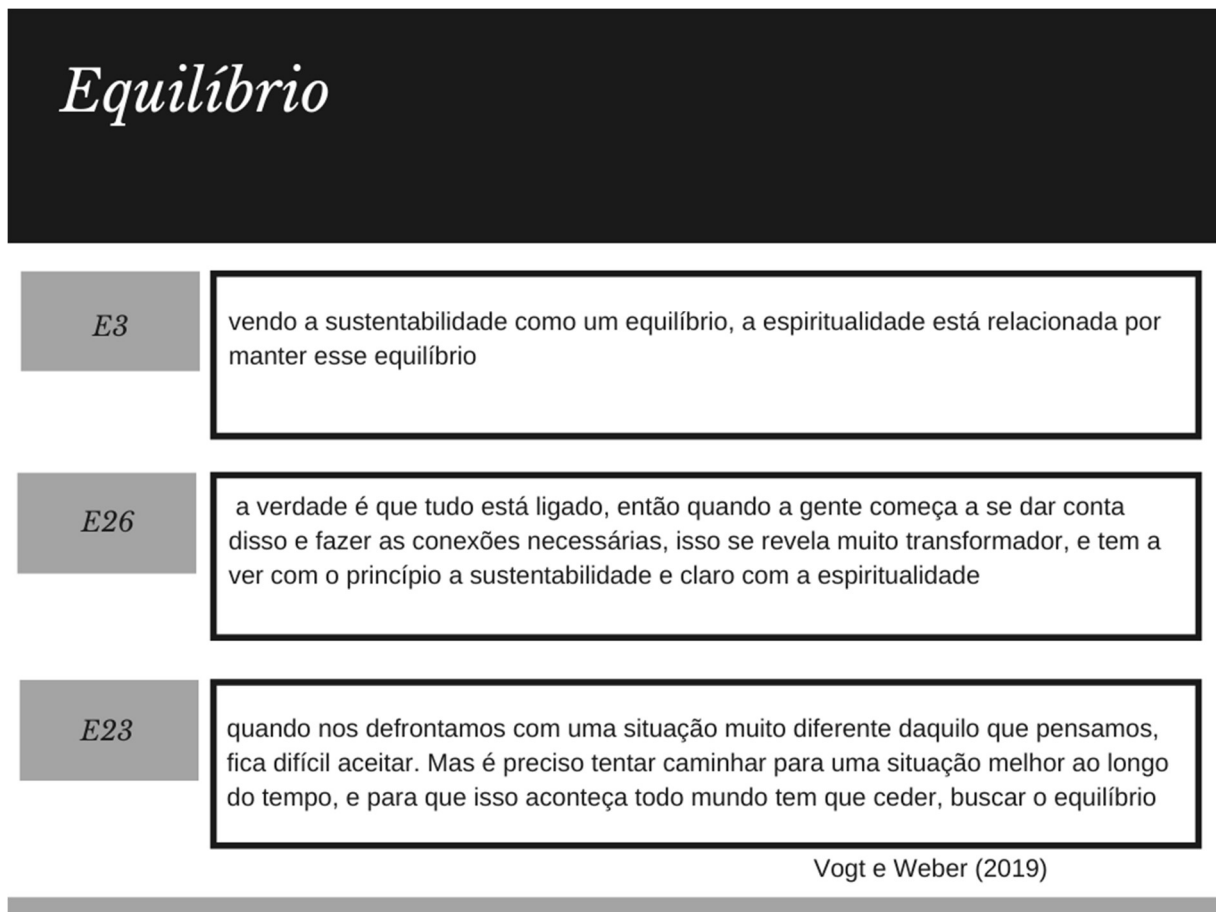 Equilíbrio
E3
vendo a sustentabilidade como um equilíbrio, a espiritualidade está relacionada por
manter esse equilíbrio
E26
a verdade é que tudo está ligado, então quando a gente começa a se dar conta
disso e fazer as conexões necessárias, isso se revela muito transformador, e tem a
ver com o princípio a sustentabilidade e claro com a espiritualidade
E23
quando nos defrontamos com uma situação muito diferente daquilo que pensamos,
fica difícil aceitar. Mas é preciso tentar caminhar para uma situação melhor ao longo
do tempo, e para que isso aconteça todo mundo tem que ceder, buscar o equilíbrio
Vogt e Weber (2019)